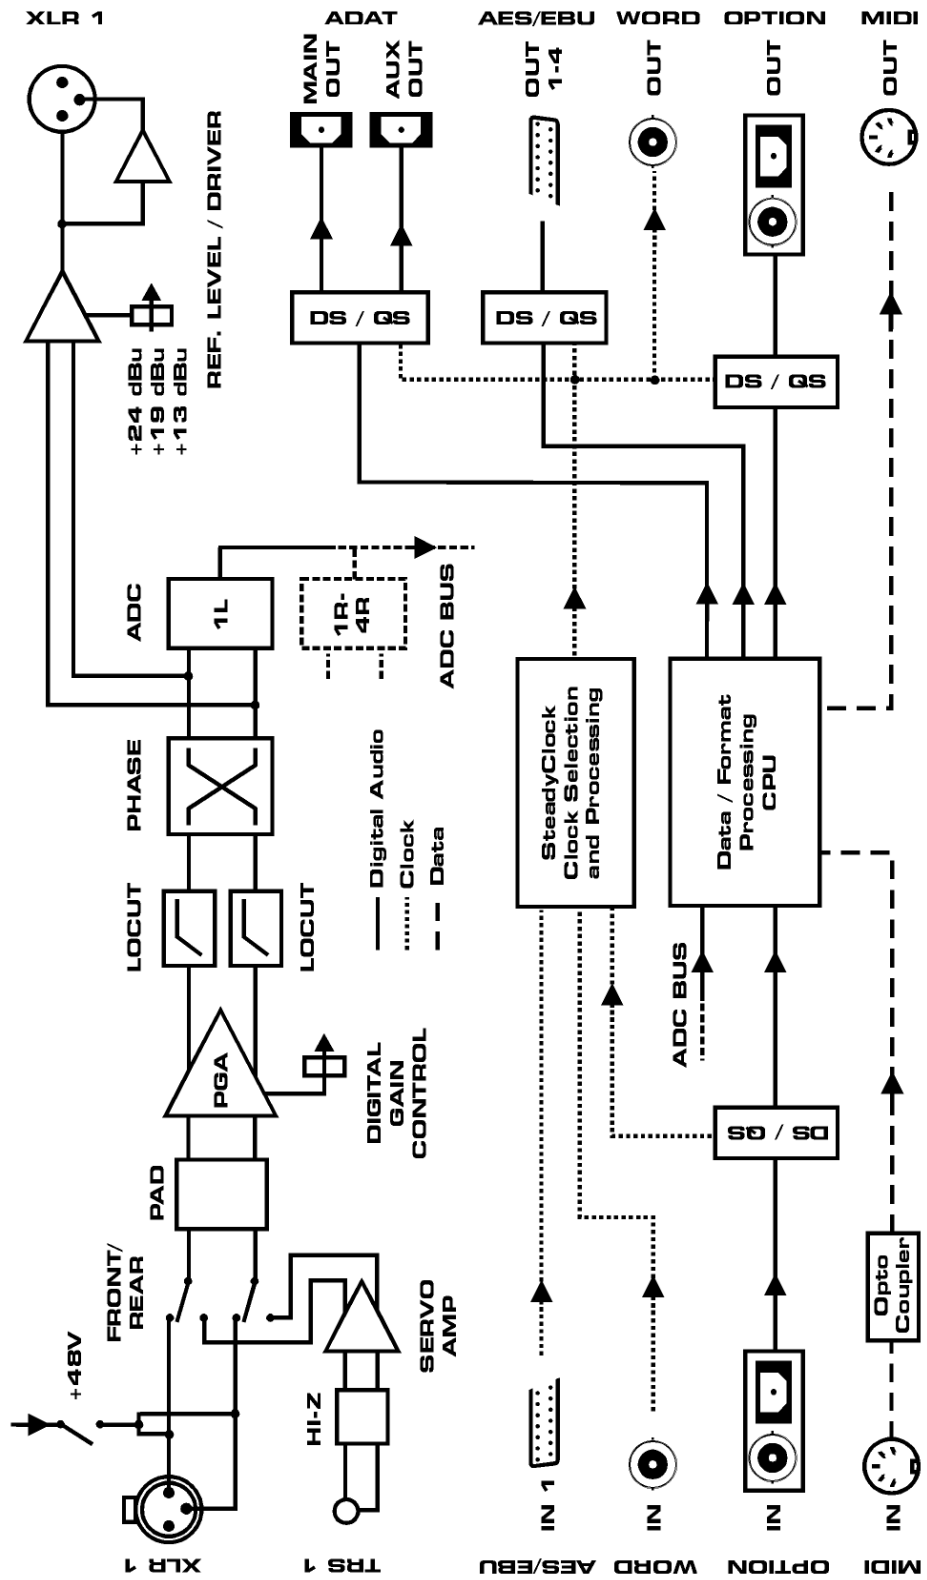 XLR 1
ADAT
AES/EBU
WORD
OPTION
MIDI
MAIN
OUT
AUX
OUT
OUT
1-4
OUT
OUT
OUT
REF. LEVEL / DRIVER
+24 dBu
+19 dBu
+13 dBu
DS / QS
DS / QS
DS / QS
ADC
1L
1R-
4R
ADC BUS
PHASE
SteadyClock
Clock Selection
and Processing
Data / Format
Processing
CPU
Digital Audio
Clock
Data
LOCUT
LOCUT
ADC BUS
PGA
DIGITAL
GAIN
CONTROL
DS / QS
PAD
FRONT/
REAR
+48V
SERVO
AMP
HI-Z
Opto
Coupler
IN 1
IN
IN
IN
XLR 1
TRS 1
AES/EBU
WORD
OPTION
MIDI